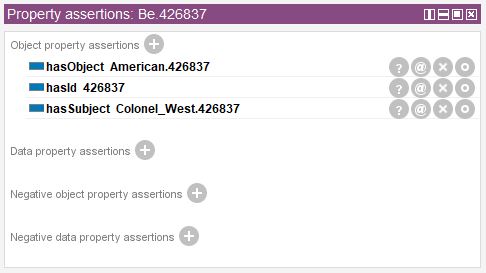 Property assertions: Be.426837
Object property assertions
hasObject American.426837
? @
hasId 426837
? @
hasSubject Colonel_West.426837
? @
Data property assertions
Negative object property assertions
Negative data property assertions